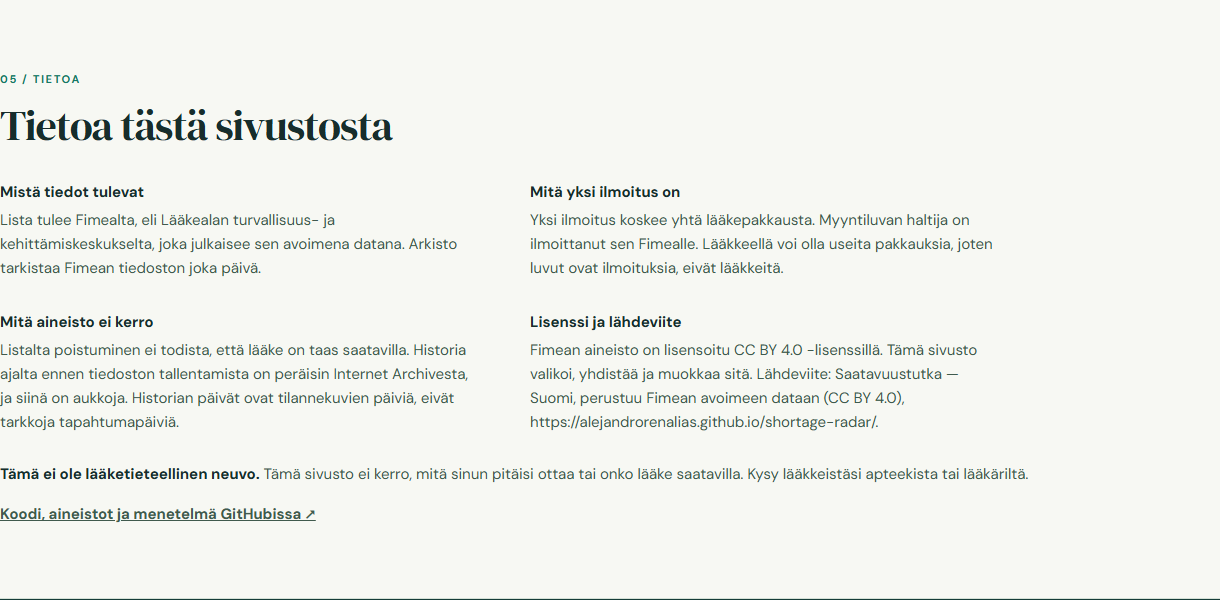 05 / TIETOA
Tietoa tästä sivustosta
Mistä tiedot tulevat
Lista tulee Fimealta, eli Lääkealan turvallisuus- ja
kehittämiskeskukselta, joka julkaisee sen avoimena datana. Arkisto
tarkistaa Fimean tiedoston joka päivä.
Mitä yksi ilmoitus on
Yksi ilmoitus koskee yhtä lääkepakkausta. Myyntiluvan haltija on
ilmoittanut sen Fimealle. Lääkkeellä voi olla useita pakkauksia, joten
luvut ovat ilmoituksia, eivät lääkkeitä.
Mitä aineisto ei kerro
Listalta poistuminen ei todista, että lääke on taas saatavilla. Historia
ajalta ennen tiedoston tallentamista on peräisin Internet Archivesta,
ja siinä on aukkoja. Historian päivät ovat tilannekuvien päiviä, eivät
tarkkoja tapahtumapäiviä.
Lisenssi ja lähdeviite
Fimean aineisto on lisensoitu CC BY 4.0 -lisenssillä. Tämä sivusto
valikoi, yhdistää ja muokkaa sitä. Lähdeviite: Saatavuustutka —
Suomi, perustuu Fimean avoimeen dataan (CC BY 4.0),
https://alejandrorenalias.github.io/shortage-radar/.
Tämä ei ole lääketieteellinen neuvo. Tämä sivusto ei kerro, mitä sinun pitäisi ottaa tai onko lääke saatavilla. Kysy lääkkeistäsi apteekista tai lääkäriltä.
Koodi, aineistot ja menetelmä GitHubissa ↗